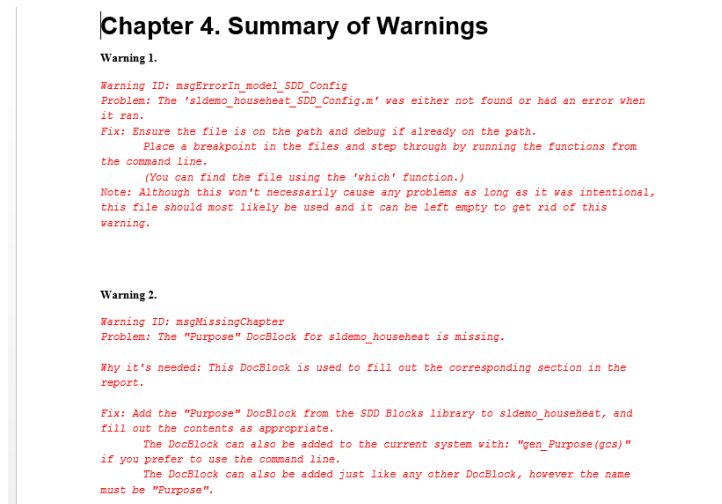 Chapter 4. Summary of Warnings
Warning 1.
Warning ID: msgErrorIn_model_SDD_Config
Problem: The 'sldemo_househeat_SDD_Config.m' was either not found or had an error when
it ran.
Fix: Ensure the file is on the path and debug if already on the path.
Place a breakpoint in the files and step through by running the functions from
the command line.
(You can find the file using the 'which' function.)
Note: Although this won't necessarily cause any problems as long as it was intentional,
this file should most likely be used and it can be left empty to get rid of this
warning.
Warning 2.
Warning ID: msgMissingChapter
Problem: The "Purpose" DocBlock for sldemo_househeat is missing.
Why it's needed: This DocBlock is used to fill out the corresponding section in the
report.
Fix: Add the "Purpose" DocBlock from the SDD Blocks library to sldemo_househeat, and
fill out the contents as appropriate.
The DocBlock can also be added to the current system with: "gen_Purpose(gcs)"
if you prefer to use the command line.
The DocBlock can also be added just like any other DocBlock, however the name
must be "Purpose".